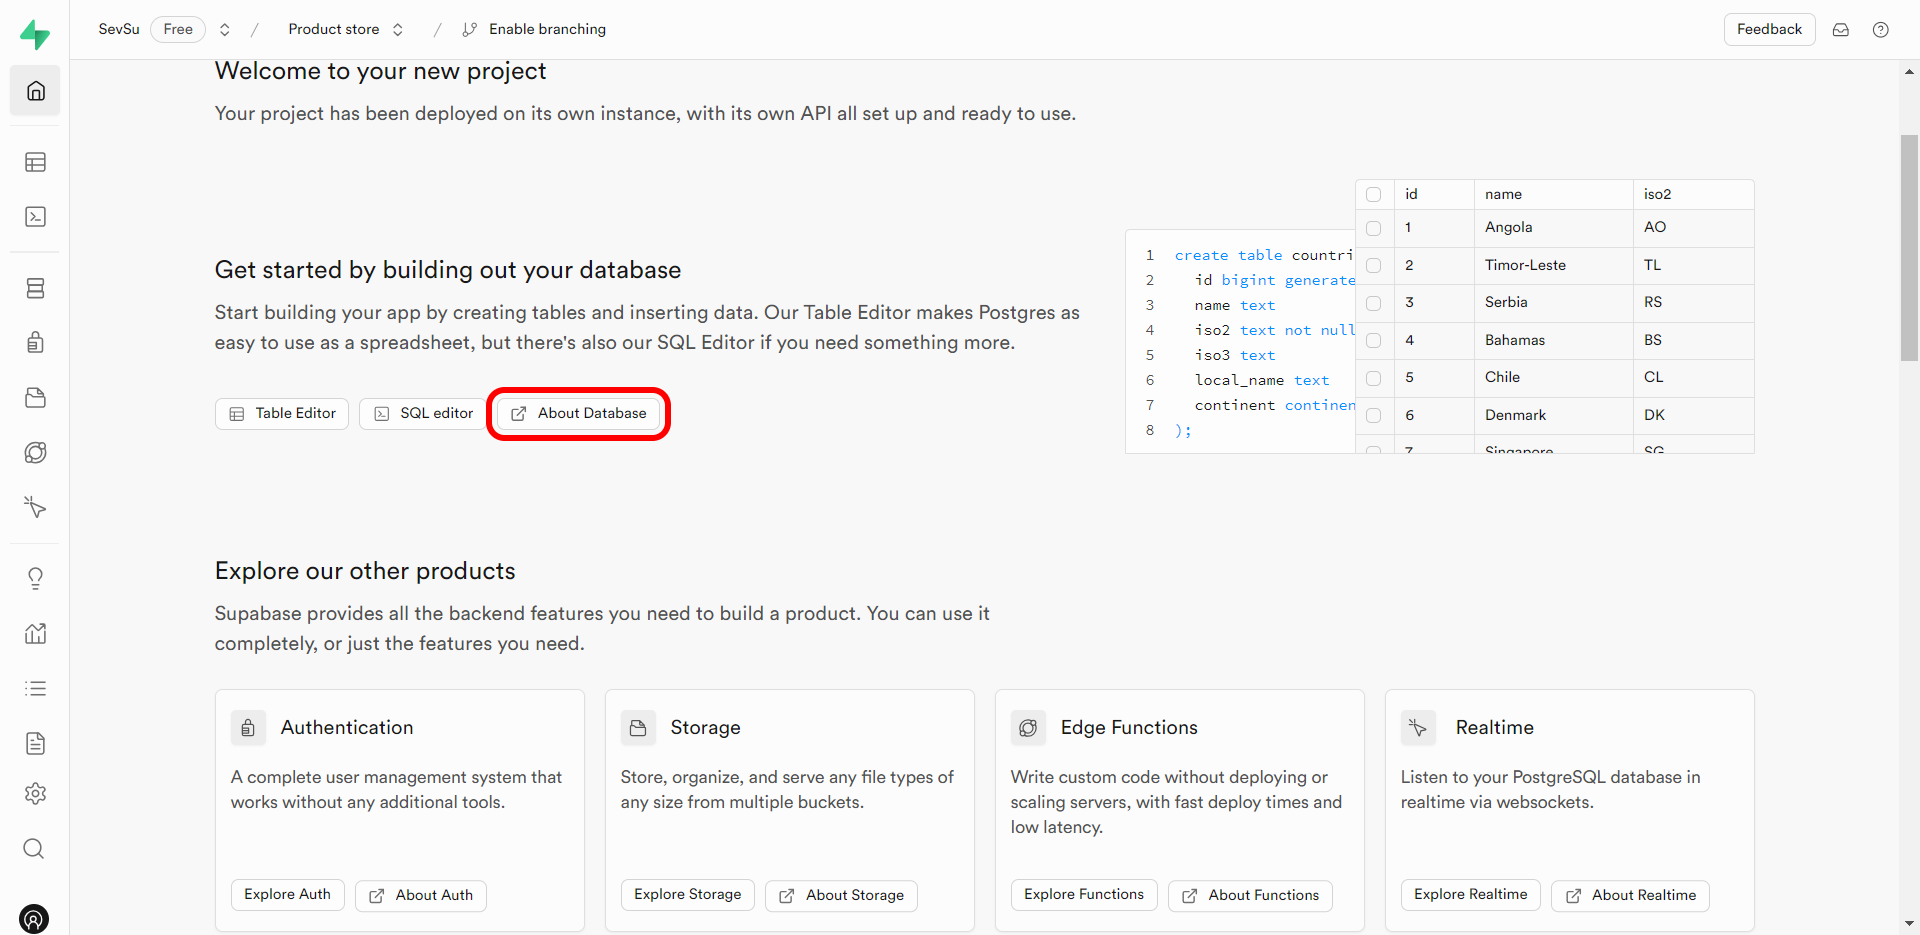 SevSu Free / Product store / Enable branching
Feedback
Welcome to your new project
Your project has been deployed on its own instance, with its own API all set up and ready to use.
Get started by building out your database
Start building your app by creating tables and inserting data. Our Table Editor makes Postgres as
easy to use as a spreadsheet, but there's also our SQL Editor if you need something more.
Table Editor
SQL editor
About Database
1 create table countri
2 id bigint generate
3 name text
4 iso2 text not null
5 iso3 text
6 local_name text
7 continent continen
8 );
id name iso2
1 Angola AO
2 Timor-Leste TL
3 Serbia RS
4 Bahamas BS
5 Chile CL
6 Denmark DK
7 Singapore SG
Explore our other products
Supabase provides all the backend features you need to build a product. You can use it
completely, or just the features you need.
Authentication
A complete user management system that
works without any additional tools.
Explore Auth
About Auth
Storage
Store, organize, and serve any file types of
any size from multiple buckets.
Explore Storage
About Storage
Edge Functions
Write custom code without deploying or
scaling servers, with fast deploy times and
low latency.
Explore Functions
About Functions
Realtime
Listen to your PostgreSQL database in
realtime via websockets.
Explore Realtime
About Realtime